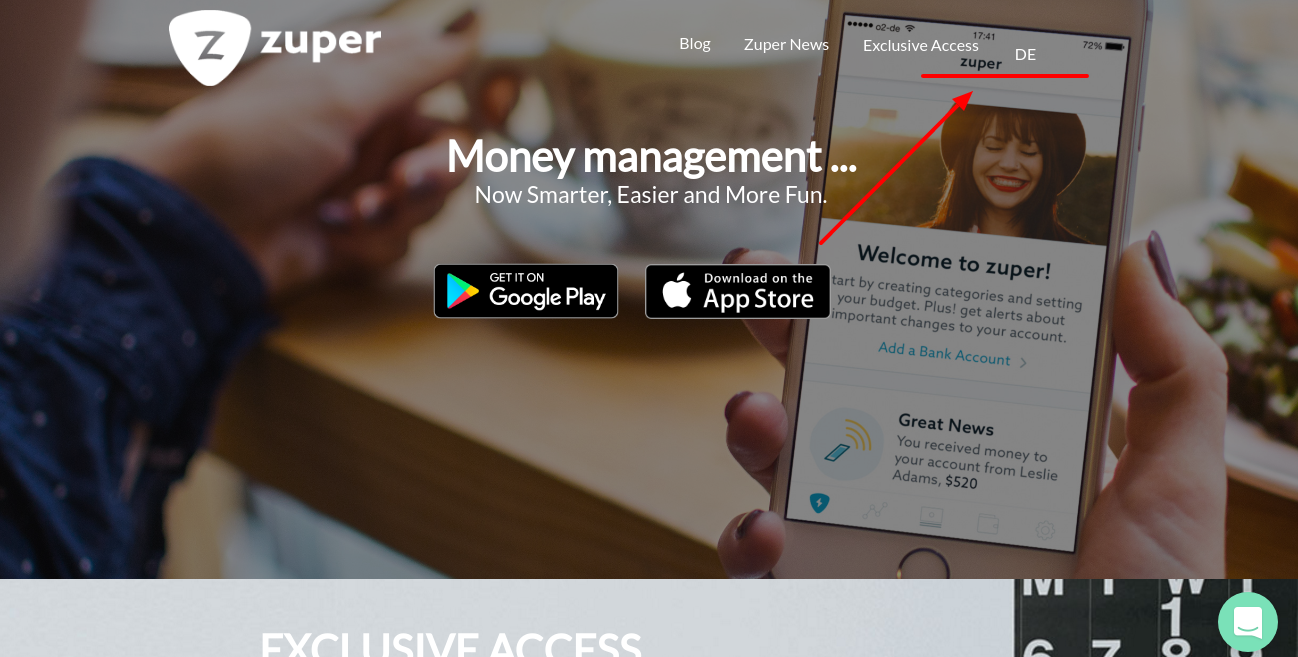 zuper
Blog
Zuper News
Exclusive Access
DE
o2-de
17:41
72%
zuper
Money management ...
Now Smarter, Easier and More Fun.
GET IT ON
Google Play
Download on the
App Store
Welcome to zuper!
tart by creating categories and setting
your budget. Plus! get alerts about
important changes to your account.
Add a Bank Account >
Great News
You received money to
your account from Leslie
Adams, $520
EXCLUSIVE ACCESS
M T W T
1
6 7 8 9